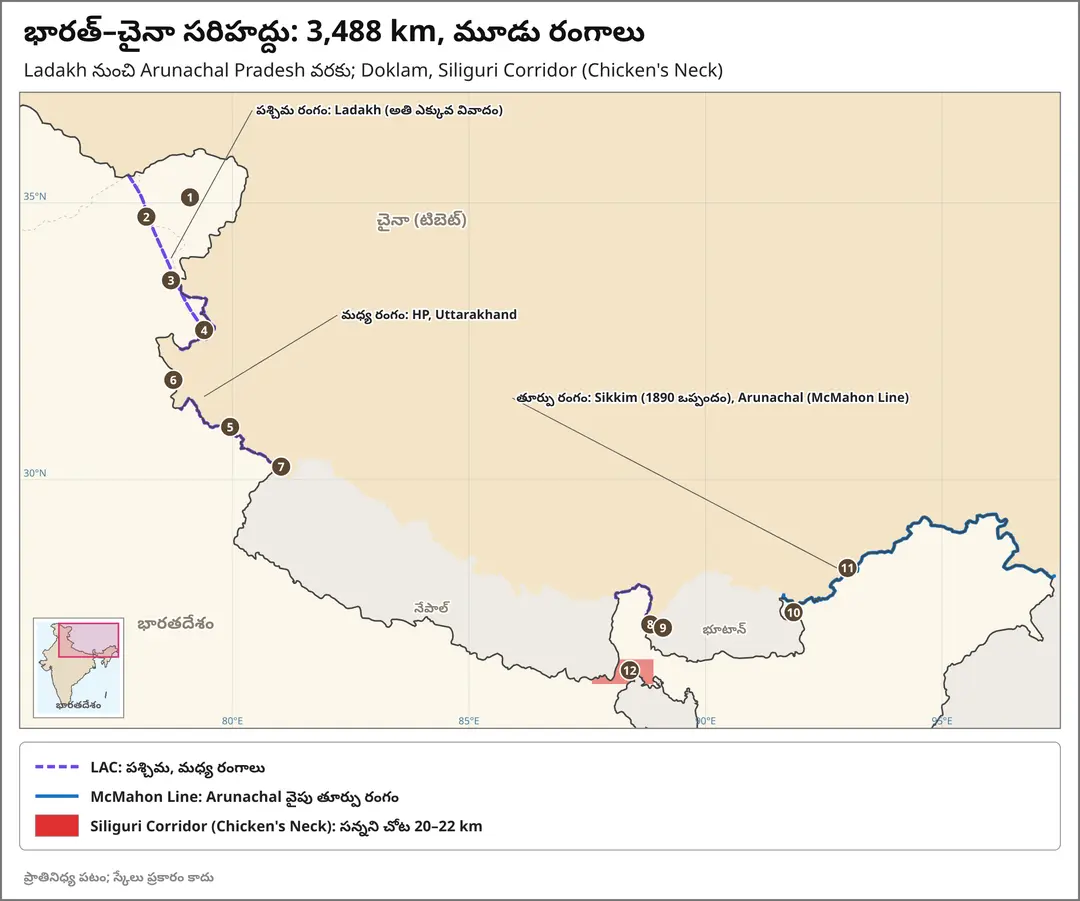 భారత్–చైనా సరిహద్దు: 3,488 km, మూడు రంగాలు
Ladakh నుంచి Arunachal Pradesh వరకు; Doklam, Siliguri Corridor (Chicken's Neck)
పశ్చిమ రంగం: Ladakh (అతి ఎక్కువ వివాదం)
35°N
1
2
చైనా (టిబెట్)
3
మధ్య రంగం: HP, Uttarakhand
4
6
తూర్పు రంగం: Sikkim (1890 ఒప్పందం), Arunachal (McMahon Line)
5
7
30°N
11
నేపాల్
10
8
9
భూటాన్
భారతదేశం
12
భారతదేశం
80°E
85°E
90°E
95°E
LAC: పశ్చిమ, మధ్య రంగాలు
McMahon Line: Arunachal వైపు తూర్పు రంగం
Siliguri Corridor (Chicken's Neck): సన్నని చోట 20–22 km
ప్రాతినిధ్య పటం; స్కేలు ప్రకారం కాదు